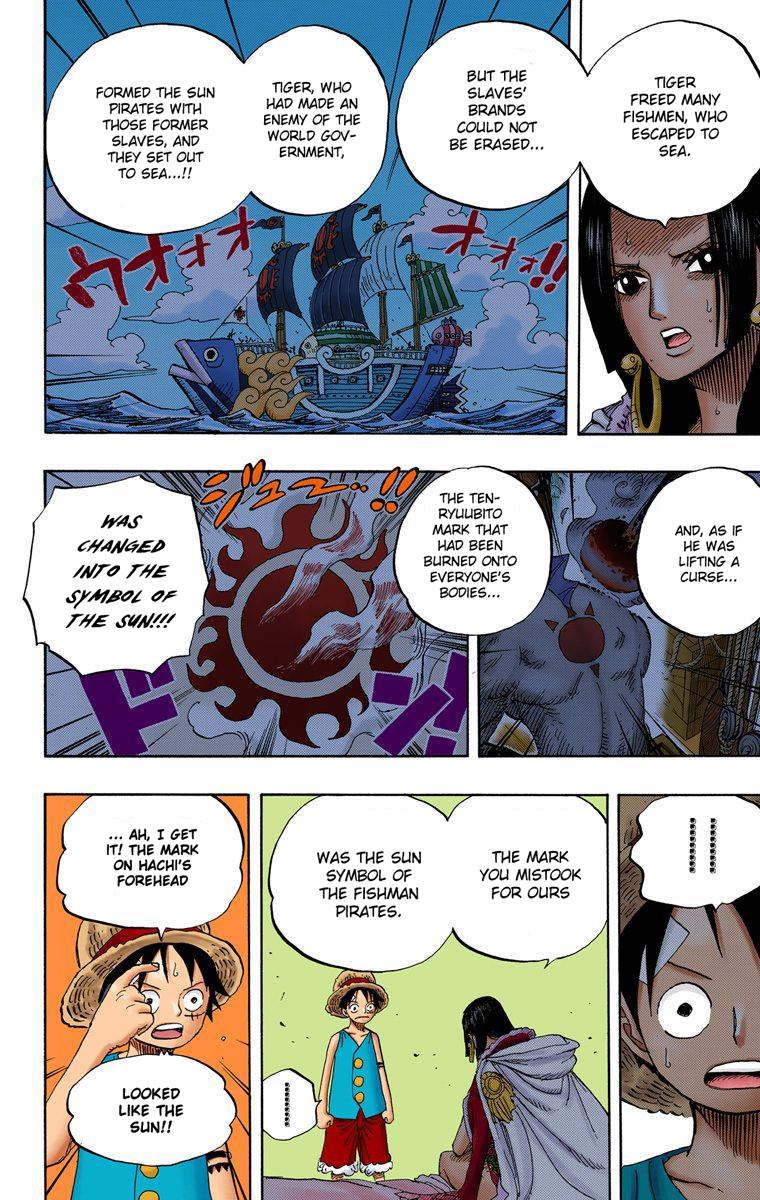 TIGER
FREED MANY
FISHMEN, WHO
ESCAPED TO
SEA.
BUT THE
SLAVES'
BRANDS
COULD NOT
BE ERASED...
TIGER, WHO
HAD MADE AN
ENEMY OF THE
WORLD GOV-
ERNMENT,
FORMED THE SUN
PIRATES WITH
THOSE FORMER
SLAVES, AND
THEY SET OUT
TO SEA...!!
ウオオオ
オオォ!!
AND, AS IF
HE WAS
LIFTING A
CURSE...
THE TEN-
RYUUBITO
MARK THAT
HAD BEEN
BURNED ONTO
EVERYONE'S
BODIES...
ジュー...!!
WAS
CHANGED
INTO THE
SYMBOL OF
THE SUN!!!
ドン!
!!
THE MARK
YOU MISTOOK
FOR OURS
WAS THE SUN
SYMBOL OF
THE FISHMAN
PIRATES.
... AH, I GET
IT! THE MARK
ON HACHI'S
FOREHEAD
LOOKED
LIKE THE
SUN!!